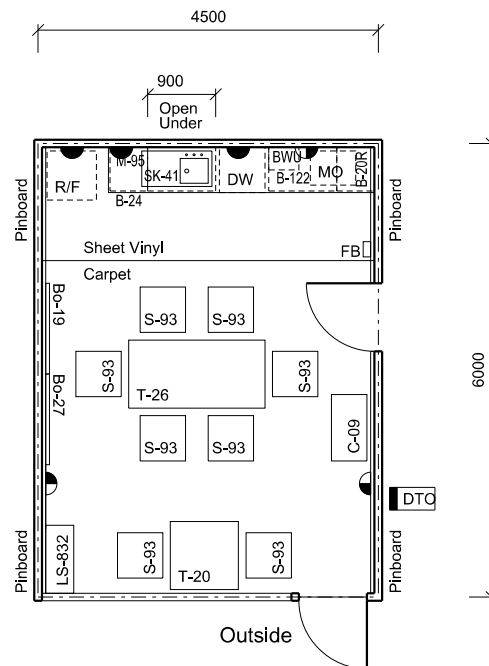 4500
900
Open
Under
M-95
SK-41
R/F
B-24
DW
BWU
B-122
MO
B-20R
Pinboard
Pinboard
Sheet Vinyl
FB
Carpet
Bo-19
S-93
S-93
S-93
S-93
T-26
Bo-27
S-93
S-93
C-09
6000
DTO
Pinboard
Pinboard
LS-832
S-93
S-93
T-20
Outside